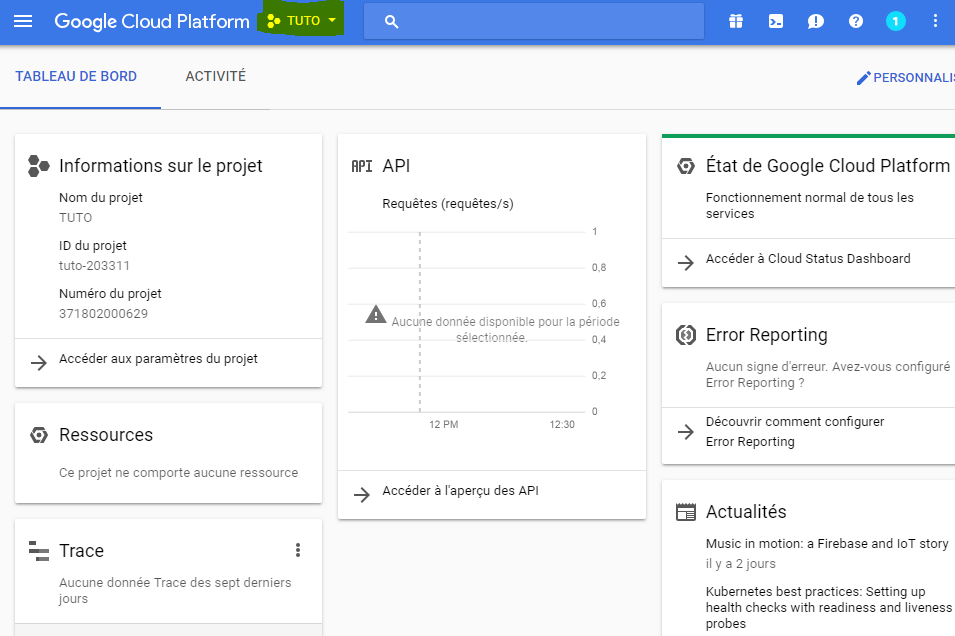 Google Cloud Platform
TUTO
1
TABLEAU DE BORD
ACTIVITÉ
PERSONNALIS
Informations sur le projet
Nom du projet
TUTO
ID du projet
tuto-203311
Numéro du projet
371802000629
Accéder aux paramètres du projet
Ressources
Ce projet ne comporte aucune ressource
Trace
Aucune donnée Trace des sept derniers
jours
API API
Requêtes (requêtes/s)
1
0,8
0,6
Aucune donnée disponible pour la période
sélectionnée.
0,4
0,2
0
12 PM
12:30
Accéder à l'aperçu des API
État de Google Cloud Platform
Fonctionnement normal de tous les
services
Accéder à Cloud Status Dashboard
Error Reporting
Aucun signe d'erreur. Avez-vous configuré
Error Reporting ?
Découvrir comment configurer
Error Reporting
Actualités
Music in motion: a Firebase and IoT story
il y a 2 jours
Kubernetes best practices: Setting up
health checks with readiness and liveness
probes